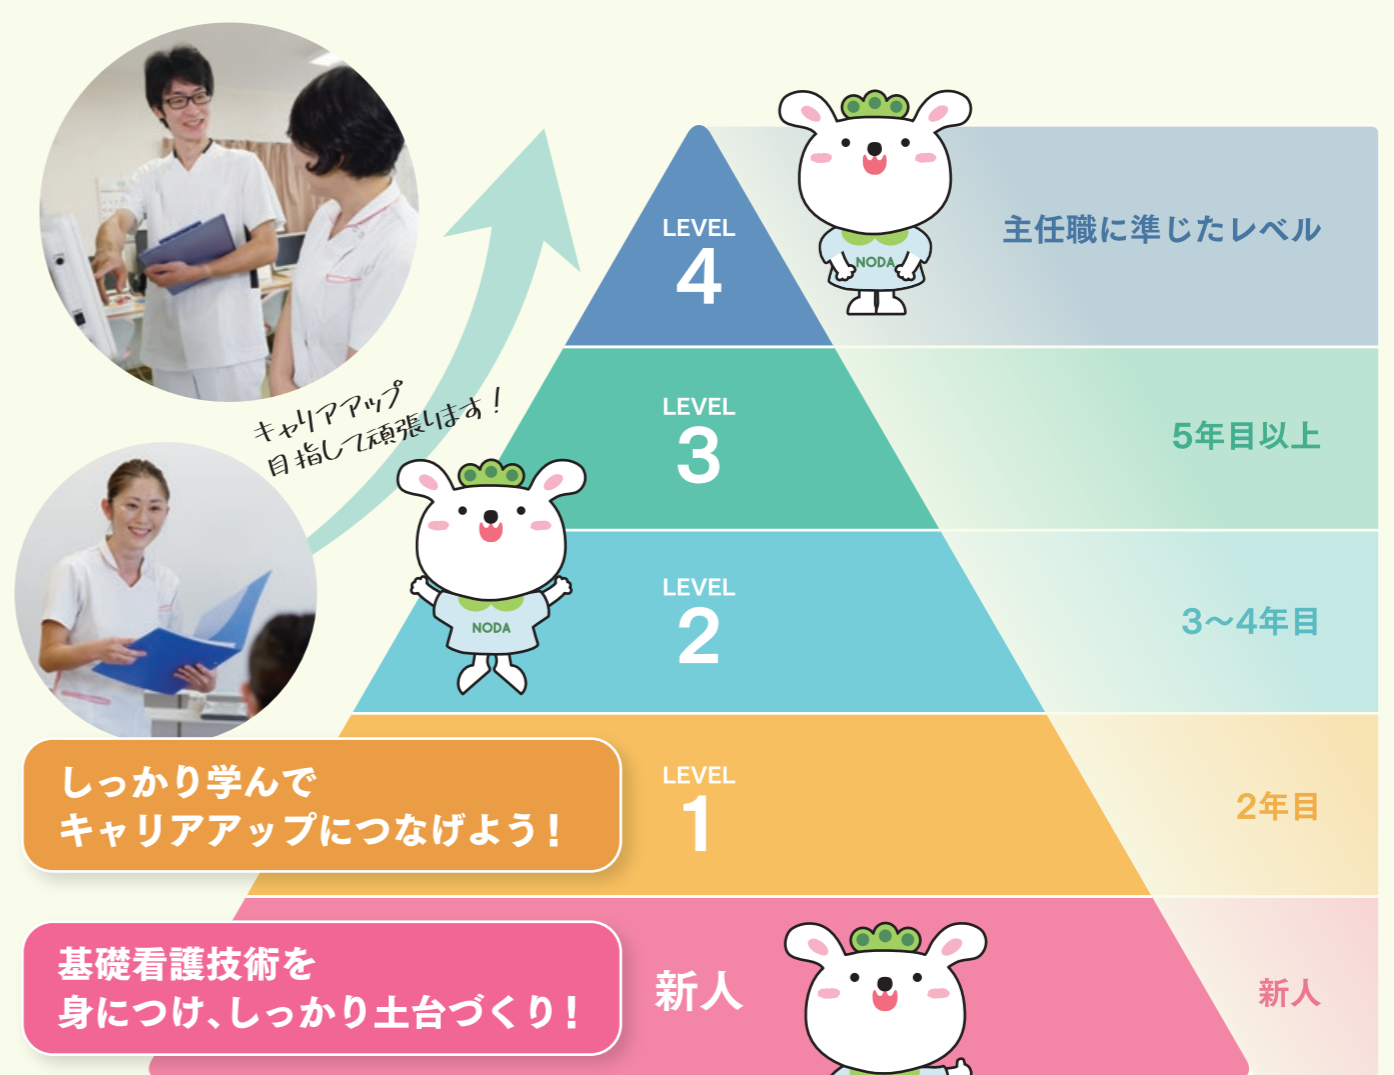 LEVEL
4
主任職に準じたレベル
NODA
キャリアアップ
目指して頑張ります！
LEVEL
3
5年目以上
LEVEL
2
3〜4年目
NODA
しっかり学んで
キャリアアップにつなげよう！
LEVEL
1
2年目
基礎看護技術を
身につけ、しっかり土台づくり！
新人
新人